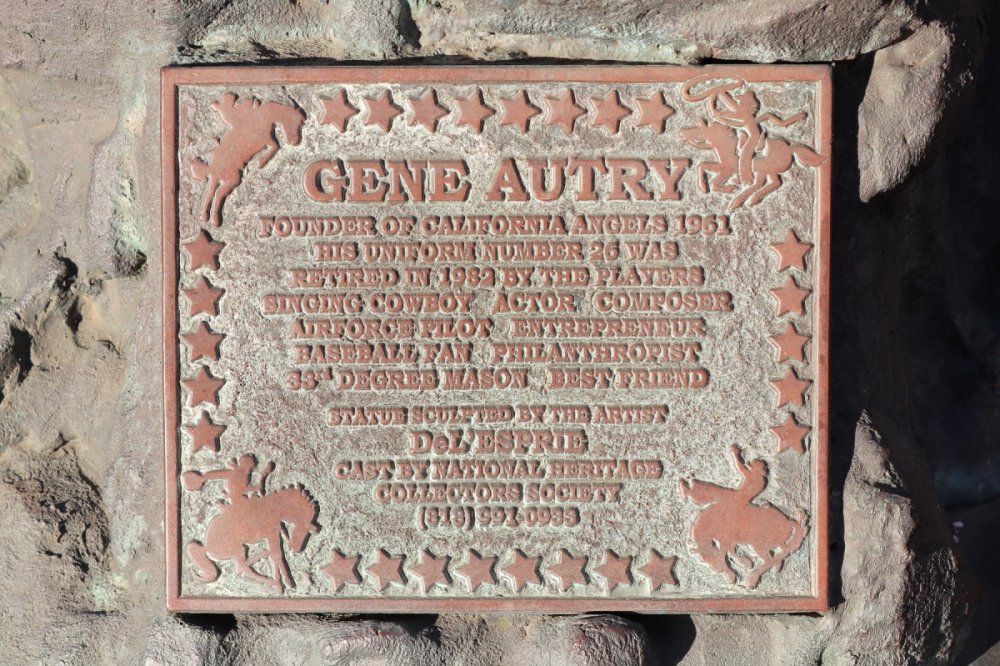 GENE AUTRY
FOUNDER OF CALIFORNIA ANGELS 1961
HIS UNIFORM NUMBER 26 WAS
RETIRED IN 1982 BY THE PLAYERS
SINGING COWBOY ACTOR COMPOSER
AIRFORCE PILOT ENTREPRENEUR
BASEBALL FAN PHILANTHROPIST
33rd DEGREE MASON BEST FRIEND
STATUE SCULPTED BY THE ARTIST
DeL'ESPRIE
CAST BY NATIONAL HERITAGE
COLLECTORS SOCIETY
(818) 991-0988